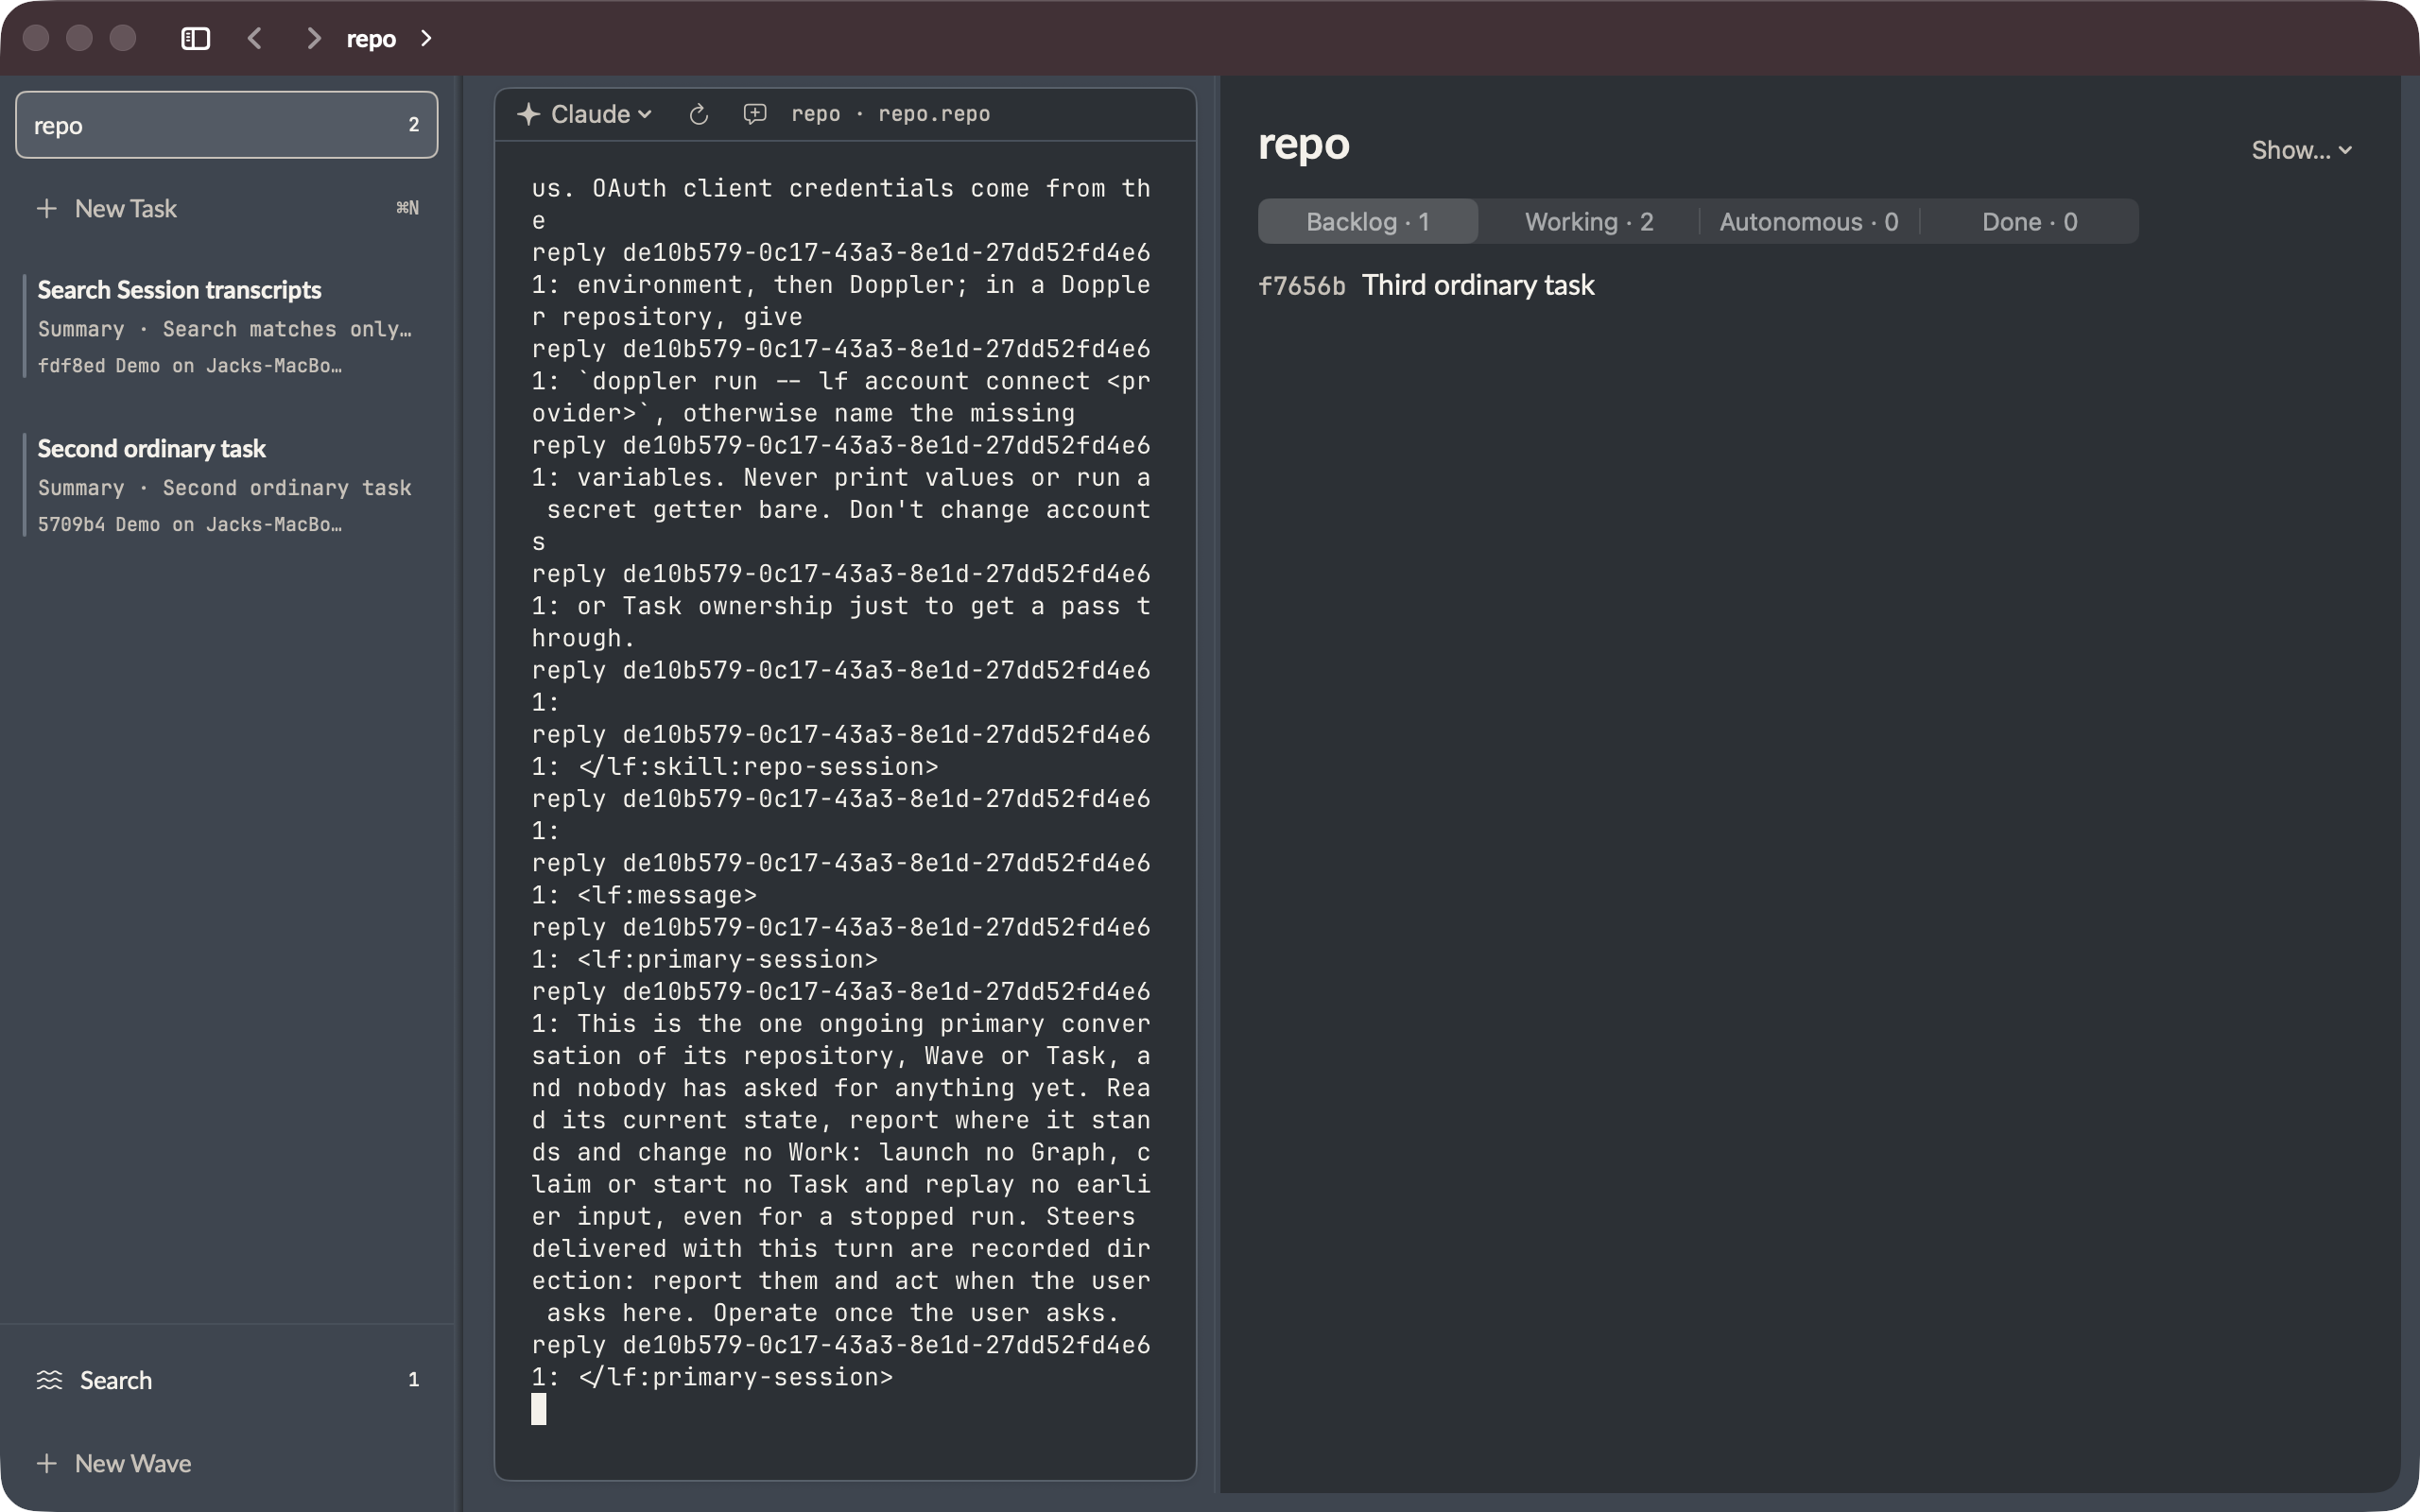 repo
repo 2
New Task ⌘N
Search Session transcripts
Summary · Search matches only…
fdf8ed Demo on Jacks-MacBo…
Second ordinary task
Summary · Second ordinary task
5709b4 Demo on Jacks-MacBo…
Search 1
New Wave
Claude repo · repo.repo
us. OAuth client credentials come from th
e
reply de10b579-0c17-43a3-8e1d-27dd52fd4e6
1: environment, then Doppler; in a Dopple
r repository, give
reply de10b579-0c17-43a3-8e1d-27dd52fd4e6
1: `doppler run -- lf account connect <pr
ovider>`, otherwise name the missing
reply de10b579-0c17-43a3-8e1d-27dd52fd4e6
1: variables. Never print values or run a
 secret getter bare. Don't change account
s
reply de10b579-0c17-43a3-8e1d-27dd52fd4e6
1: or Task ownership just to get a pass t
hrough.
reply de10b579-0c17-43a3-8e1d-27dd52fd4e6
1:
reply de10b579-0c17-43a3-8e1d-27dd52fd4e6
1: </lf:skill:repo-session>
reply de10b579-0c17-43a3-8e1d-27dd52fd4e6
1:
reply de10b579-0c17-43a3-8e1d-27dd52fd4e6
1: <lf:message>
reply de10b579-0c17-43a3-8e1d-27dd52fd4e6
1: <lf:primary-session>
reply de10b579-0c17-43a3-8e1d-27dd52fd4e6
1: This is the one ongoing primary conver
sation of its repository, Wave or Task, a
nd nobody has asked for anything yet. Rea
d its current state, report where it stan
ds and change no Work: launch no Graph, c
laim or start no Task and replay no earli
er input, even for a stopped run. Steers
delivered with this turn are recorded dir
ection: report them and act when the user
 asks here. Operate once the user asks.
reply de10b579-0c17-43a3-8e1d-27dd52fd4e6
1: </lf:primary-session>
repo
Show...
Backlog · 1 Working · 2 Autonomous · 0 Done · 0
f7656b Third ordinary task